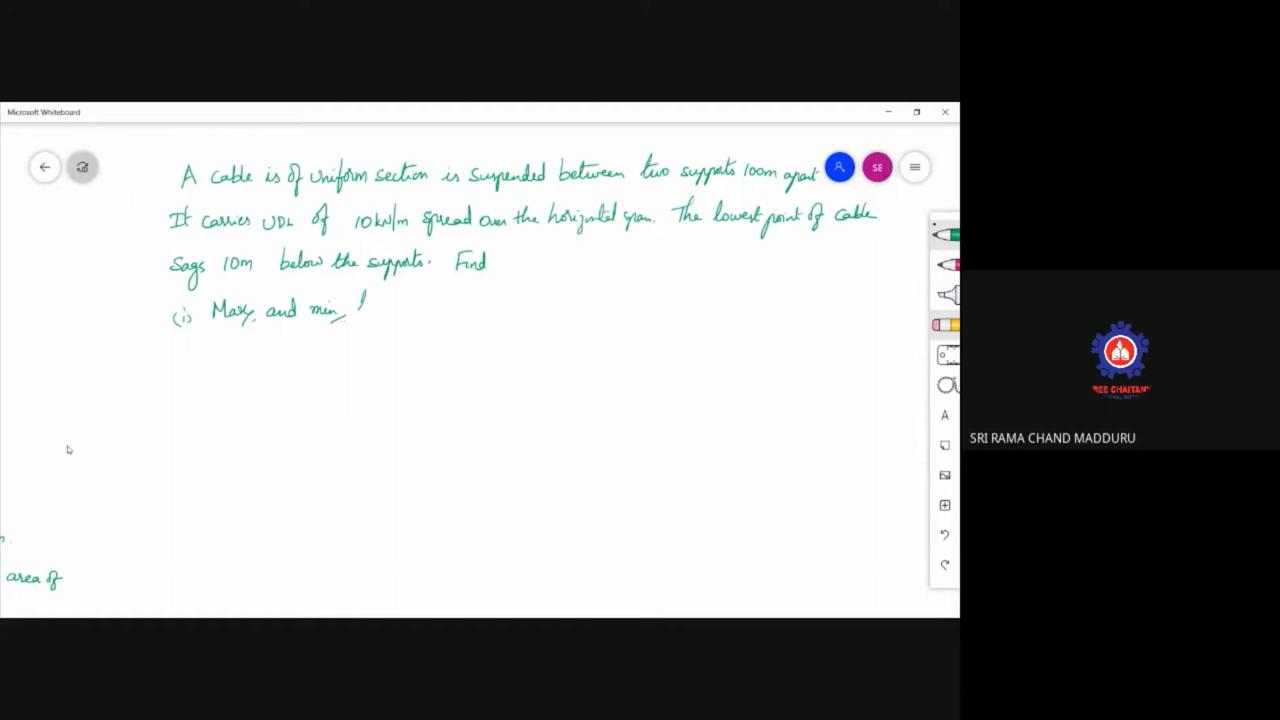 Microsoft Whiteboard
A cable is of uniform section is suspended between two supports 100m apart
SE
It carries UDL of 10kN/m spread over the horizontal span. The lowest point of cable
Sags 10m below the supports. Find
(i) Max, and min,
area of
A
REE CHAITAN
SRI RAMA CHAND MADDURU